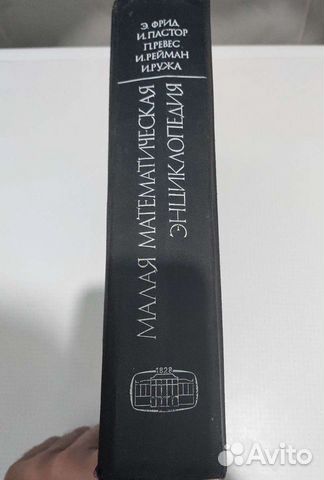 Э. ФРИД
И. ПАСТОР
П. РЕВЕС
И. РЕЙМАН
И. РУЖА
МАЛАЯ МАТЕМАТИЧЕСКАЯ
ЭНЦИКЛОПЕДИЯ
1828
Avito